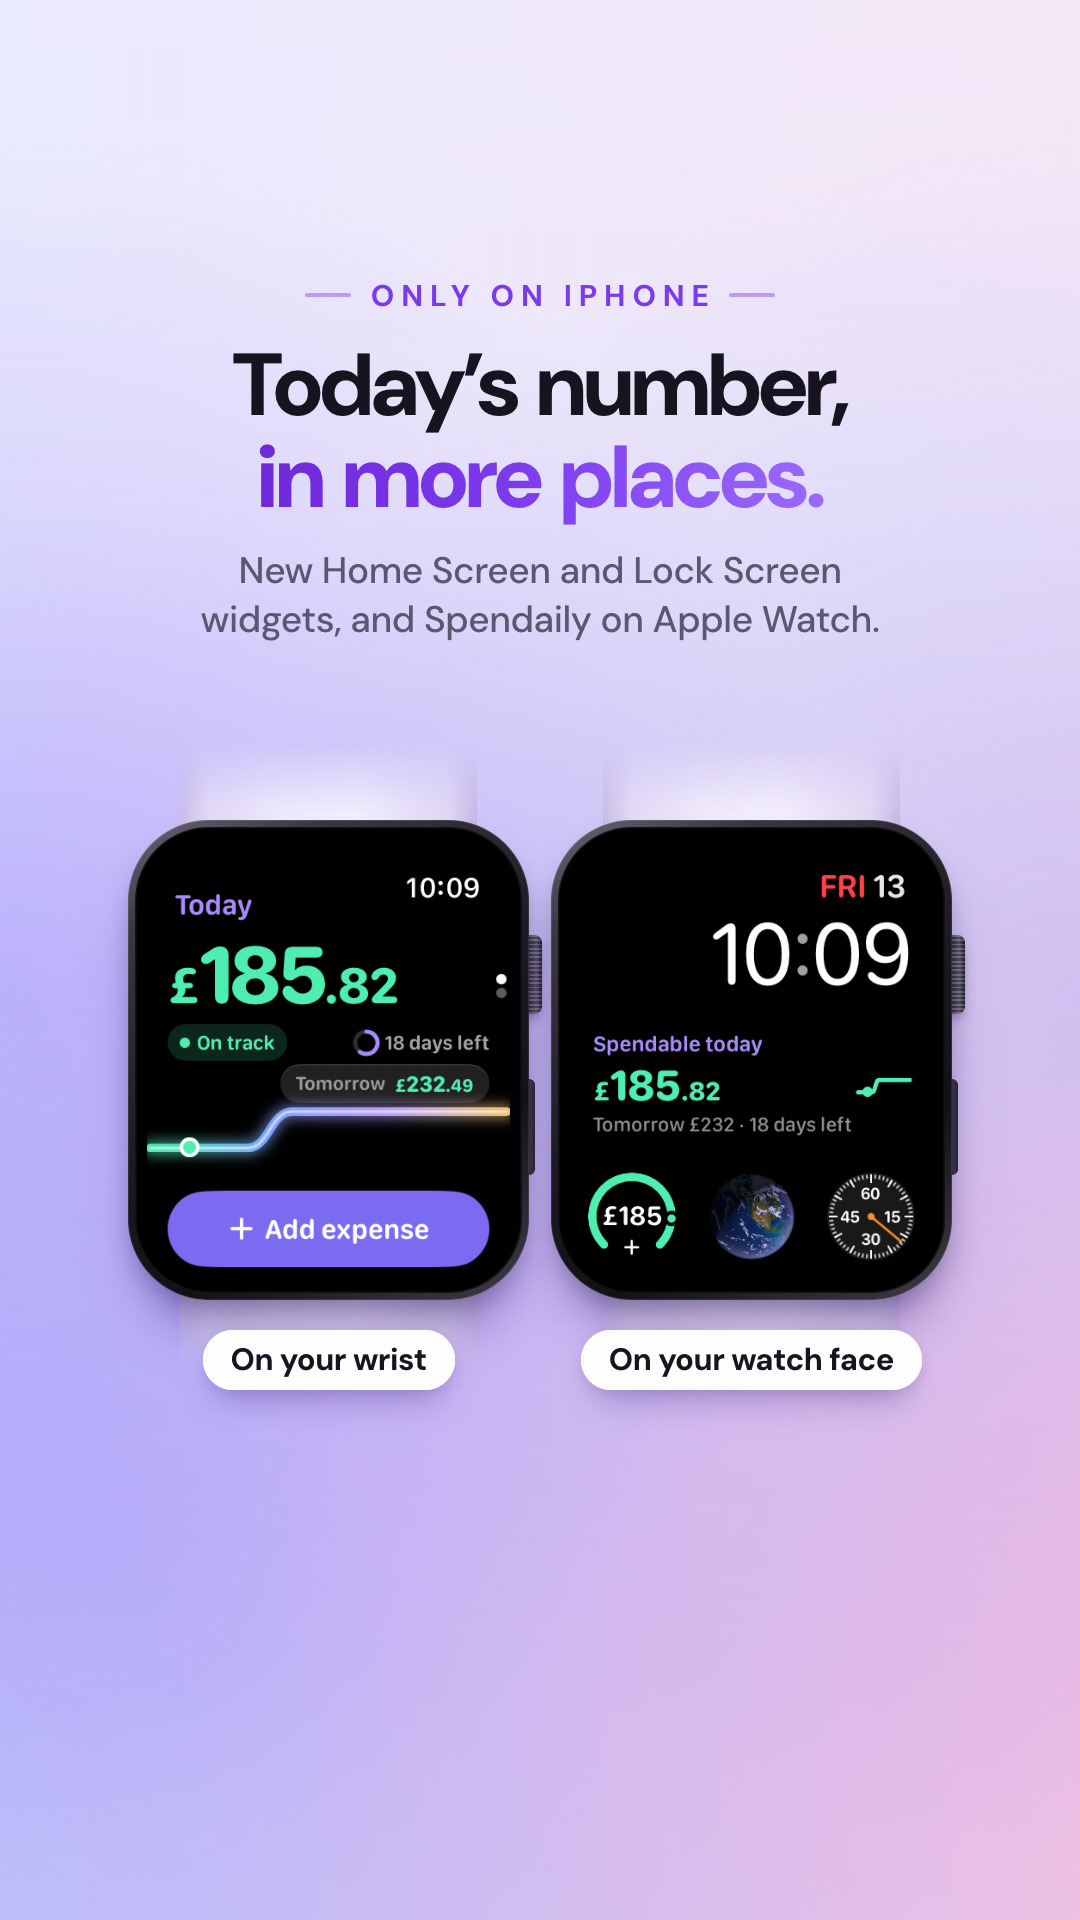 ONLY ON IPHONE
Today’s number,
in more places.
New Home Screen and Lock Screen
widgets, and Spendaily on Apple Watch.
10:09
Today
£185.82
On track
18 days left
Tomorrow £232.49
+ Add expense
FRI 13
10:09
Spendable today
£185.82
Tomorrow £232 · 18 days left
£185
+
60
45 15
30
On your wrist
On your watch face